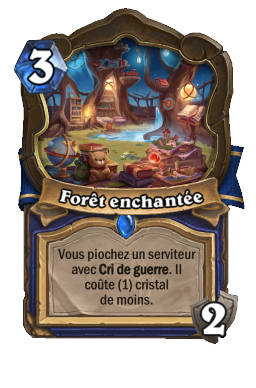 3
Forêt enchantée
Vous piochez un serviteur
avec Cri de guerre. Il
coûte (1) cristal
de moins.
2